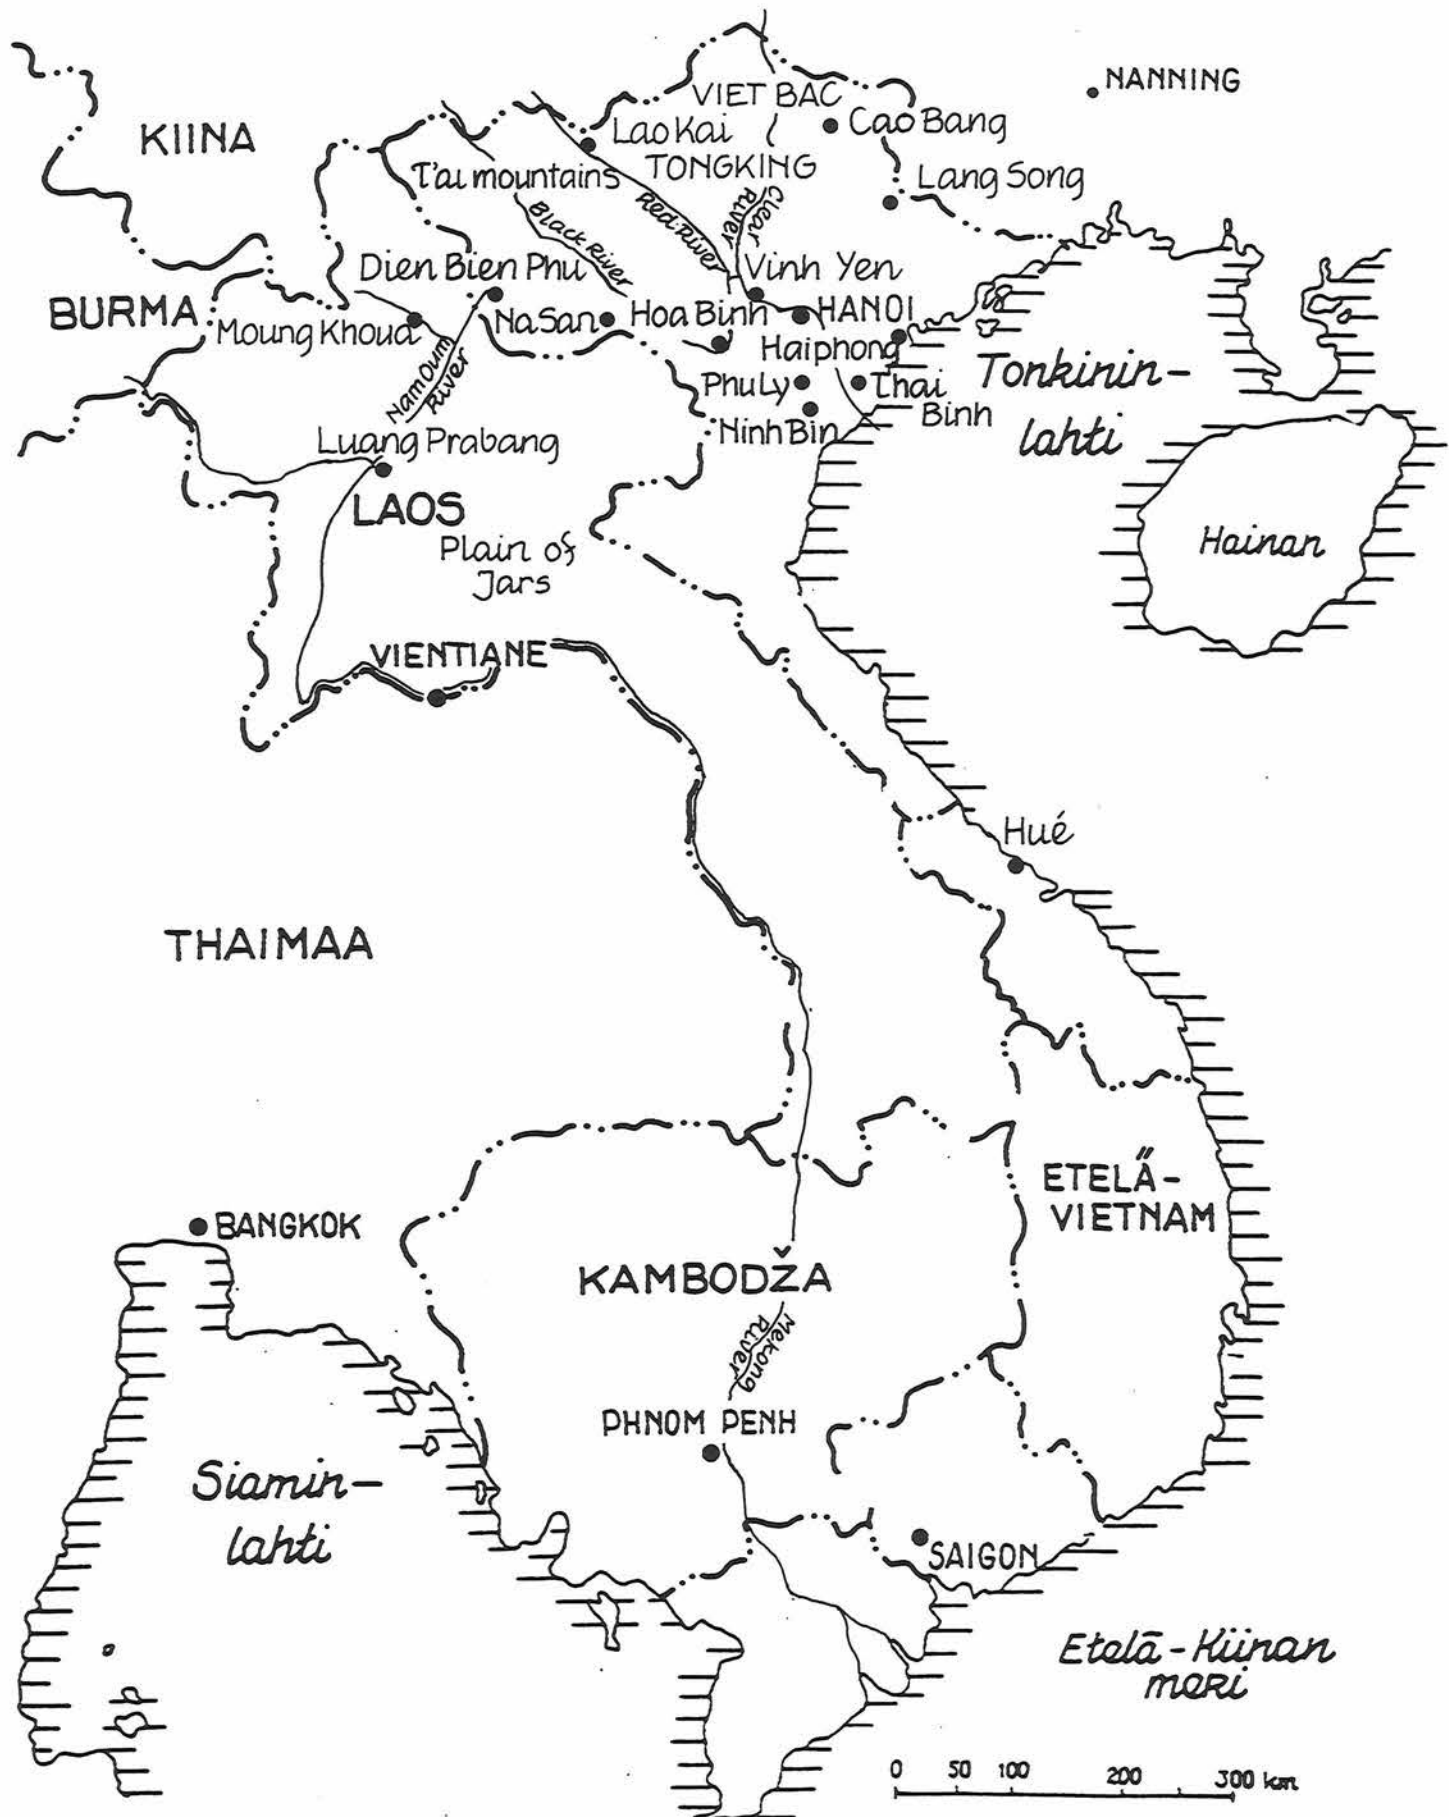 NANNING
VIET BAC
KIINA
Lao Kai
Cao Bang
TONGKING
T'ai mountains
Lang Song
Red River
Clear
River
Black River
Dien Bien Phu
Vinh Yen
BURMA
Moung Khoua
Na San
Hoa Binh
HANOI
Haiphong
Nam Oum
River
Phu Ly
Thai
Binh
Ninh Bin
Tonkinin-
lahti
Luang Prabang
LAOS
Plain of
Jars
Hainan
VIENTIANE
Hué
THAIMAA
ETELÄ-
VIETNAM
BANGKOK
KAMBODŽA
Mekong
River
PHNOM PENH
Siamin-
lahti
SAIGON
Etelä-Kiinan
meri
0 50 100 200 300 km